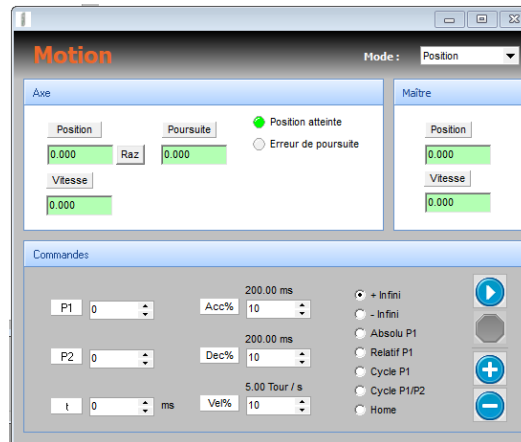 Motion
Mode : Position
Axe
Maître
Position
Poursuite
Position atteinte
0.000
Raz
0.000
Erreur de poursuite
Vitesse
0.000
Position
0.000
Vitesse
0.000
Commandes
P1 0
P2 0
t 0 ms
200.00 ms
Acc% 10
200.00 ms
Dec% 10
5.00 Tour / s
Vel% 10
+ Infini
- Infini
Absolu P1
Relatif P1
Cycle P1
Cycle P1/P2
Home